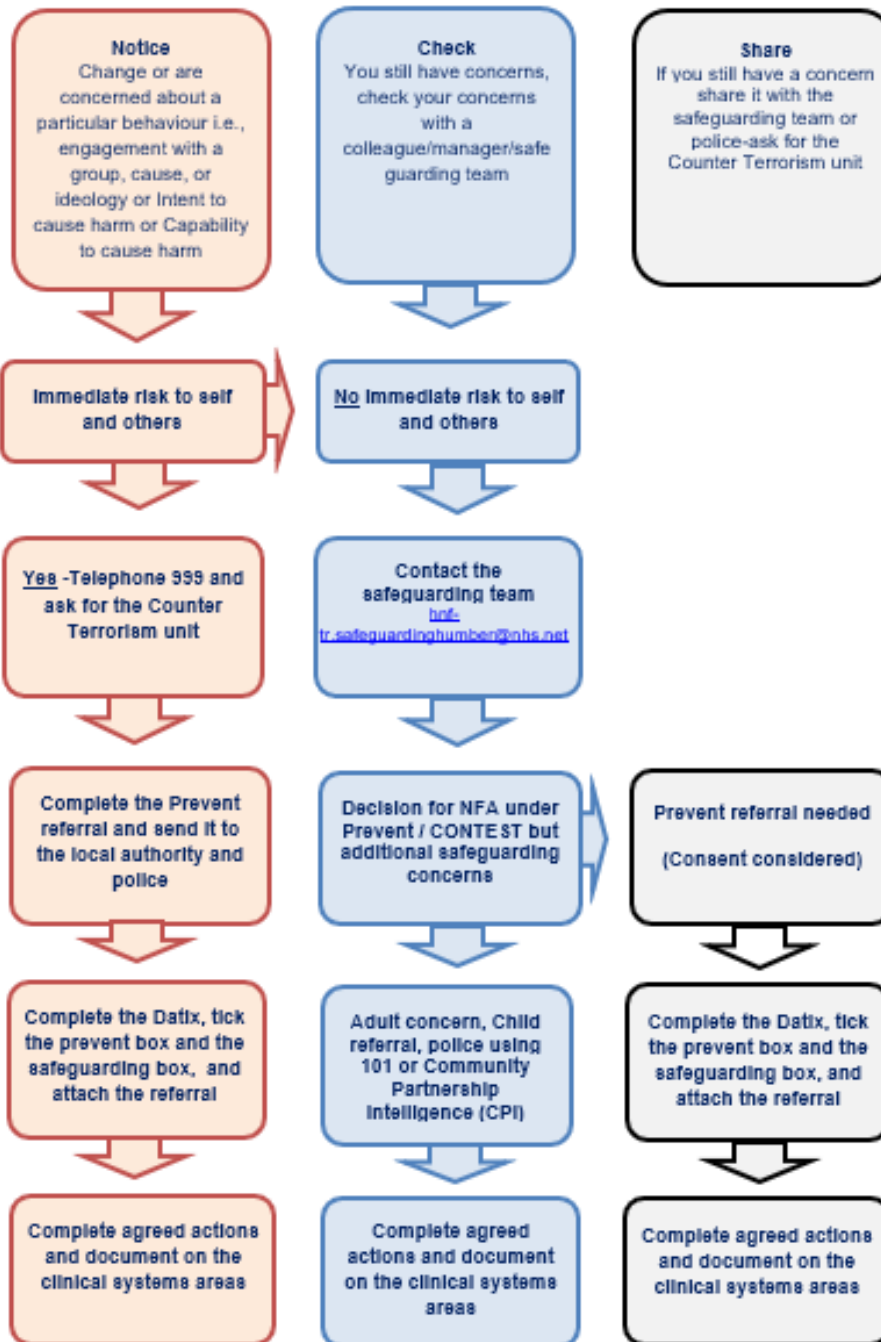 Notice
Change or are
concerned about a
particular behaviour i.e.,
engagement with a
group, cause, or
ideology or Intent to
cause harm or Capability
to cause harm
Check
You still have concerns,
check your concerns
with a
colleague/manager/safe
guarding team
Share
If you still have a concern
share it with the
safeguarding team or
police-ask for the
Counter Terrorism unit
Immediate risk to self
and others
No Immediate risk to self
and others
Yes -Telephone 999 and
ask for the Counter
Terrorism unit
Contact the
safeguarding team
hnf-
tr.safeguardinghumber@nhs.net
Complete the Prevent
referral and send it to
the local authority and
police
Decision for NFA under
Prevent / CONTEST but
additional safeguarding
concerns
Prevent referral needed
(Consent considered)
Complete the Datix, tick
the prevent box and the
safeguarding box, and
attach the referral
Adult concern, Child
referral, police using
101 or Community
Partnership
Intelligence (CPI)
Complete the Datix, tick
the prevent box and the
safeguarding box, and
attach the referral
Complete agreed actions
and document on the
clinical systems areas
Complete agreed
actions and document
on the clinical systems
areas
Complete agreed actions
and document on the
clinical systems areas